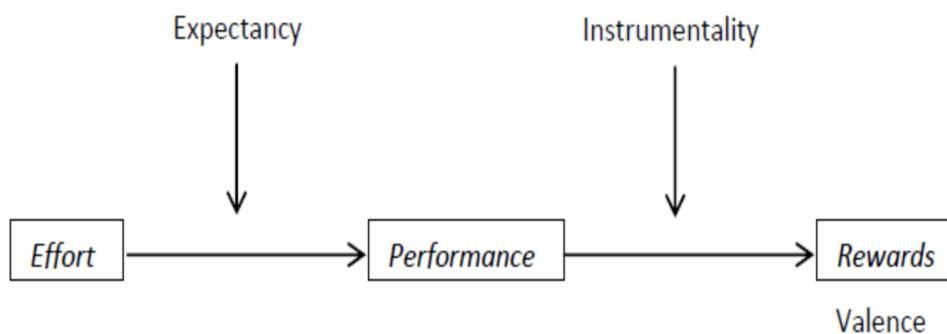 Expectancy
Instrumentality
Effort
Performance
Rewards
Valence